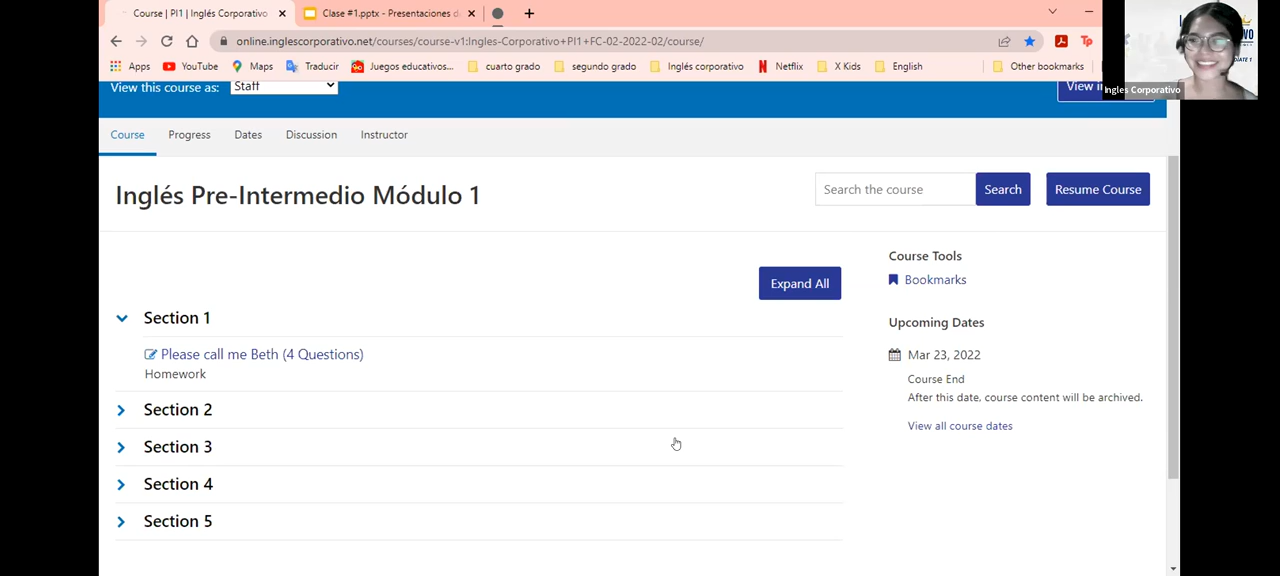 Course | PI1 | Inglés Corporativo
Clase #1.pptx - Presentaciones d
online.inglescorporativo.net/courses/course-v1:Ingles-Corporativo+PI1+FC-02-2022-02/course/
Apps YouTube Maps Traducir Juegos educativos... cuarto grado segundo grado Inglés corporativo Netflix X Kids English Other bookmarks
View this course as: Staff View i
Ingles Corporativo
Course Progress Dates Discussion Instructor
Inglés Pre-Intermedio Módulo 1
Search the course Search Resume Course
Course Tools
Bookmarks
Expand All
Section 1
Please call me Beth (4 Questions)
Homework
Section 2
Section 3
Section 4
Section 5
Upcoming Dates
Mar 23, 2022
Course End
After this date, course content will be archived.
View all course dates